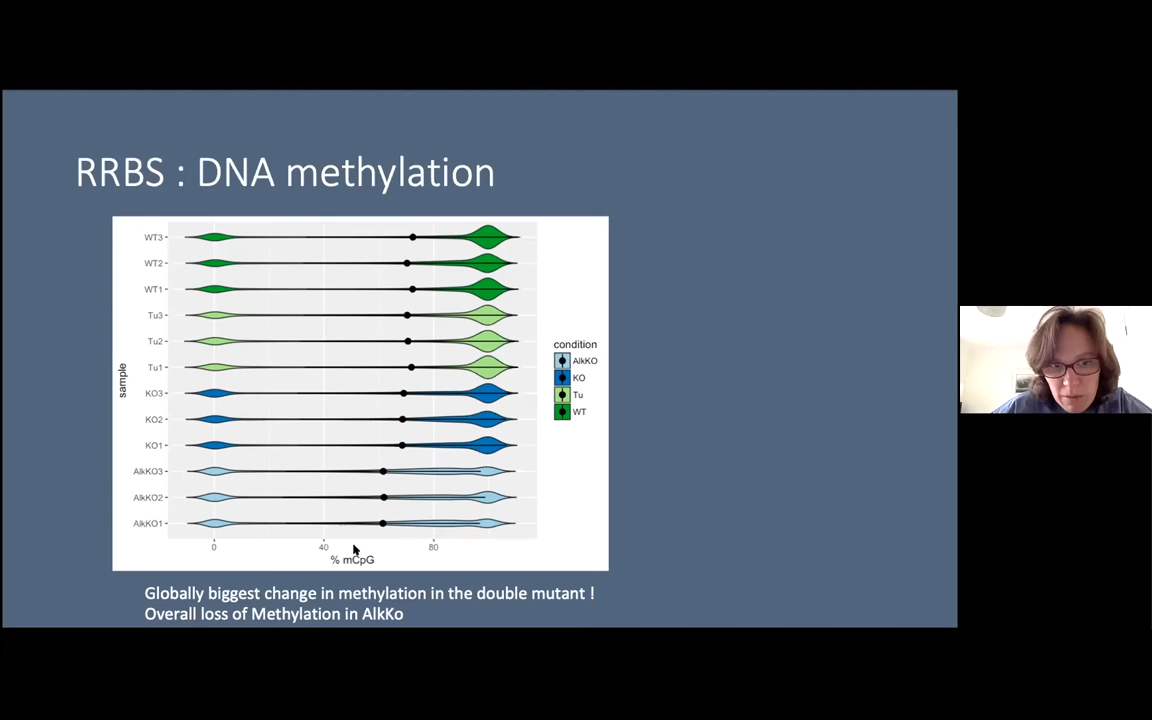 RRBS : DNA methylation
WT3
WT2
WT1
Tu3
Tu2
Tu1
KO3
KO2
KO1
AlkKO3
AlkKO2
AlkKO1
sample
0 40 80
% mCpG
condition
AlkKO
KO
Tu
WT
Globally biggest change in methylation in the double mutant !
Overall loss of Methylation in AlkKo